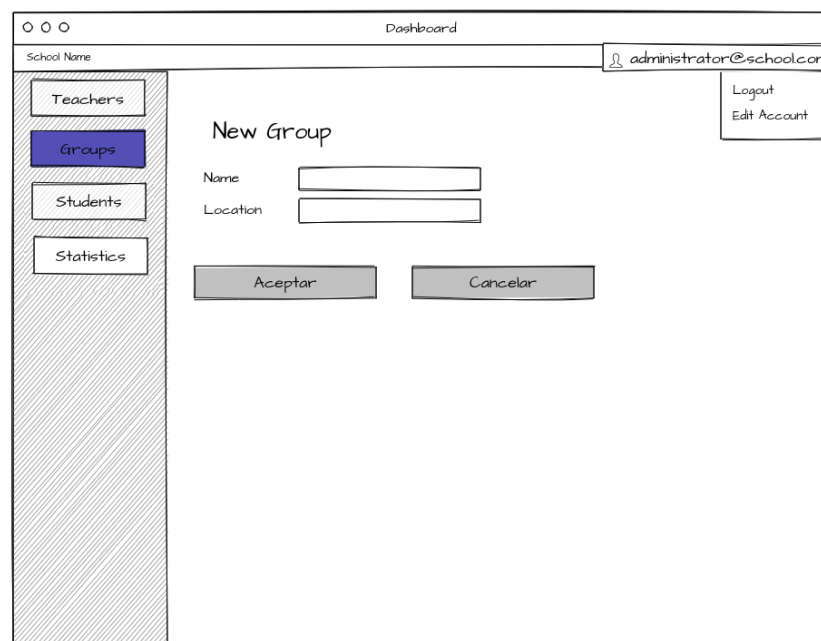 Dashboard
School Name
administrator@school.com
Logout
Edit Account
Teachers
Groups
Students
Statistics
New Group
Name
Location
Aceptar
Cancelar